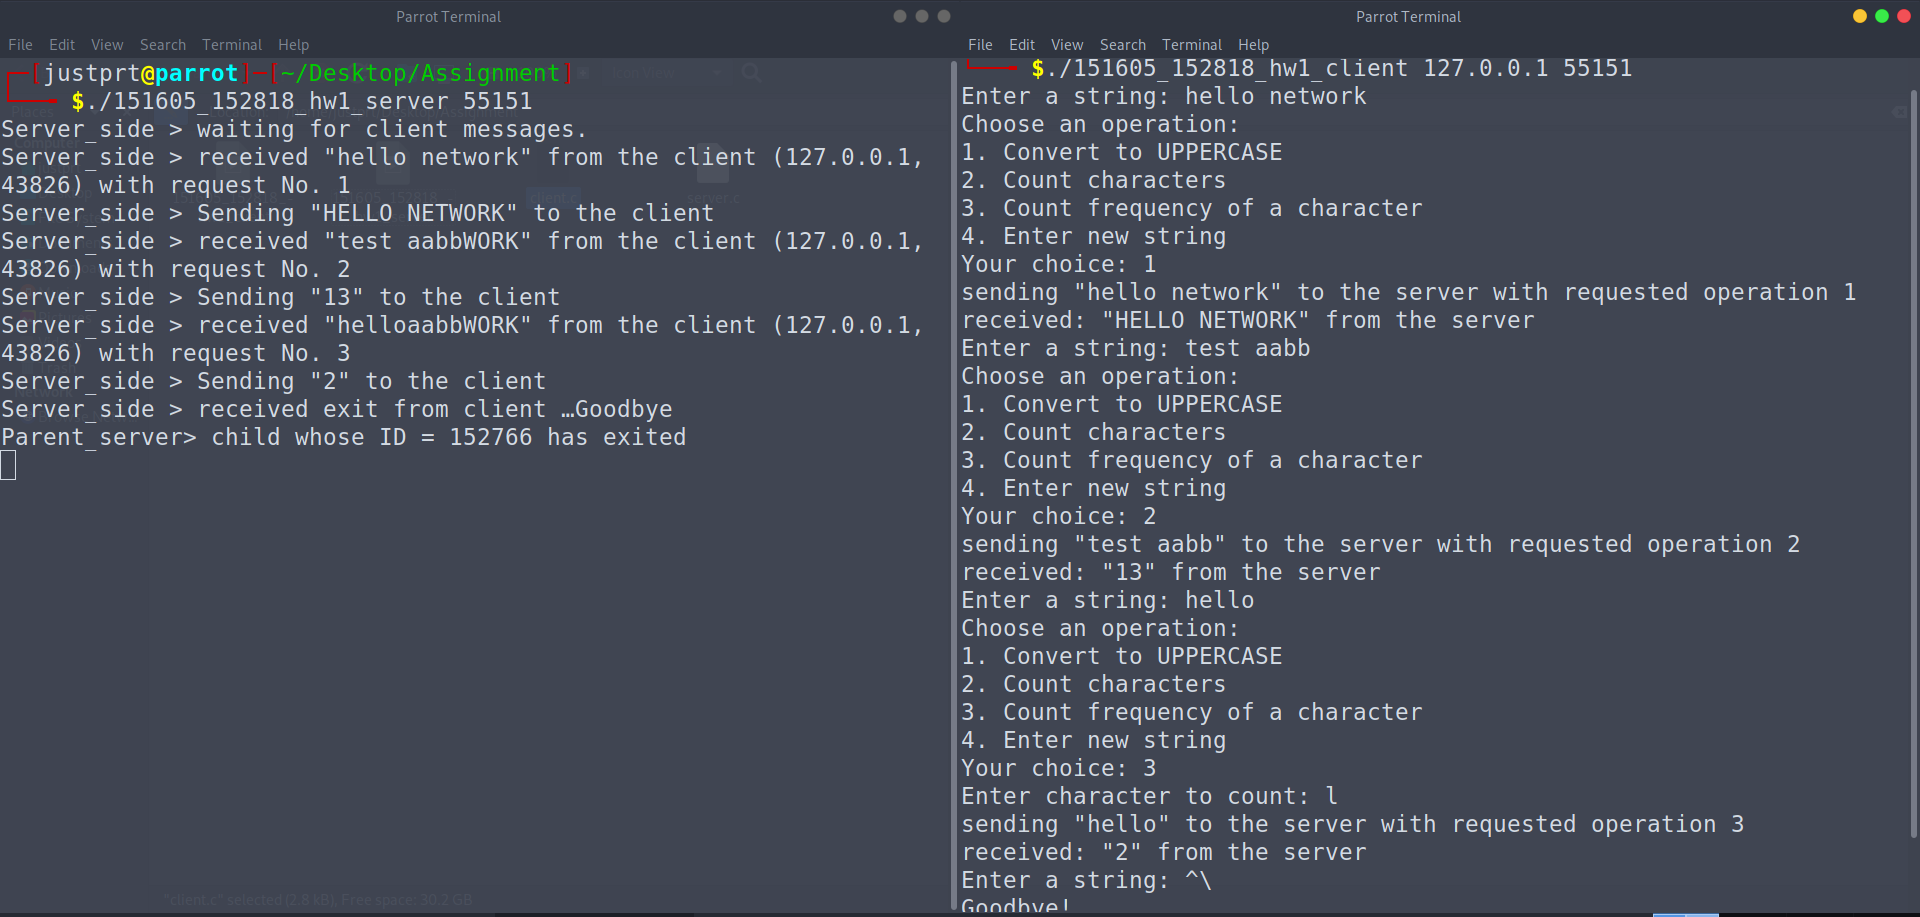 Parrot Terminal
File Edit View Search Terminal Help
┌─[justprt@parrot]─[~/Desktop/Assignment]
└──╼ $./151605_152818_hw1_server 55151
Server_side > waiting for client messages.
Server_side > received "hello network" from the client (127.0.0.1,
43826) with request No. 1
Server_side > Sending "HELLO NETWORK" to the client
Server_side > received "test aabbWORK" from the client (127.0.0.1,
43826) with request No. 2
Server_side > Sending "13" to the client
Server_side > received "helloaabbWORK" from the client (127.0.0.1,
43826) with request No. 3
Server_side > Sending "2" to the client
Server_side > received exit from client …Goodbye
Parent_server> child whose ID = 152766 has exited
"client.c" selected (2.8 kB), Free space: 30.2 GB
Parrot Terminal
File Edit View Search Terminal Help
└──╼ $./151605_152818_hw1_client 127.0.0.1 55151
Enter a string: hello network
Choose an operation:
1. Convert to UPPERCASE
2. Count characters
3. Count frequency of a character
4. Enter new string
Your choice: 1
sending "hello network" to the server with requested operation 1
received: "HELLO NETWORK" from the server
Enter a string: test aabb
Choose an operation:
1. Convert to UPPERCASE
2. Count characters
3. Count frequency of a character
4. Enter new string
Your choice: 2
sending "test aabb" to the server with requested operation 2
received: "13" from the server
Enter a string: hello
Choose an operation:
1. Convert to UPPERCASE
2. Count characters
3. Count frequency of a character
4. Enter new string
Your choice: 3
Enter character to count: l
sending "hello" to the server with requested operation 3
received: "2" from the server
Enter a string: ^\
Goodbye!